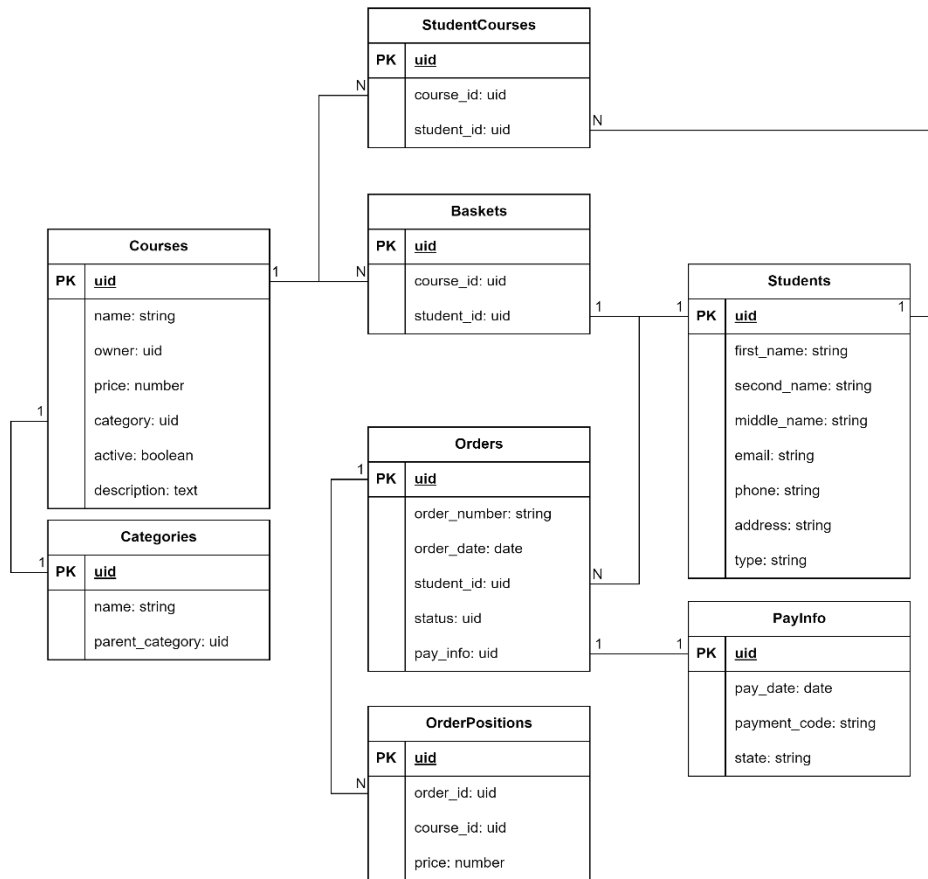 StudentCourses
PK uid
course_id: uid
student_id: uid
N
N
Baskets
PK uid
course_id: uid
student_id: uid
N
1
Courses
PK uid
name: string
owner: uid
price: number
category: uid
active: boolean
description: text
1
1
Categories
PK uid
name: string
parent_category: uid
1
Students
PK uid
first_name: string
second_name: string
middle_name: string
email: string
phone: string
address: string
type: string
1
1
Orders
PK uid
order_number: string
order_date: date
student_id: uid
status: uid
pay_info: uid
1
N
1
PayInfo
PK uid
pay_date: date
payment_code: string
state: string
1
OrderPositions
PK uid
order_id: uid
course_id: uid
price: number
N